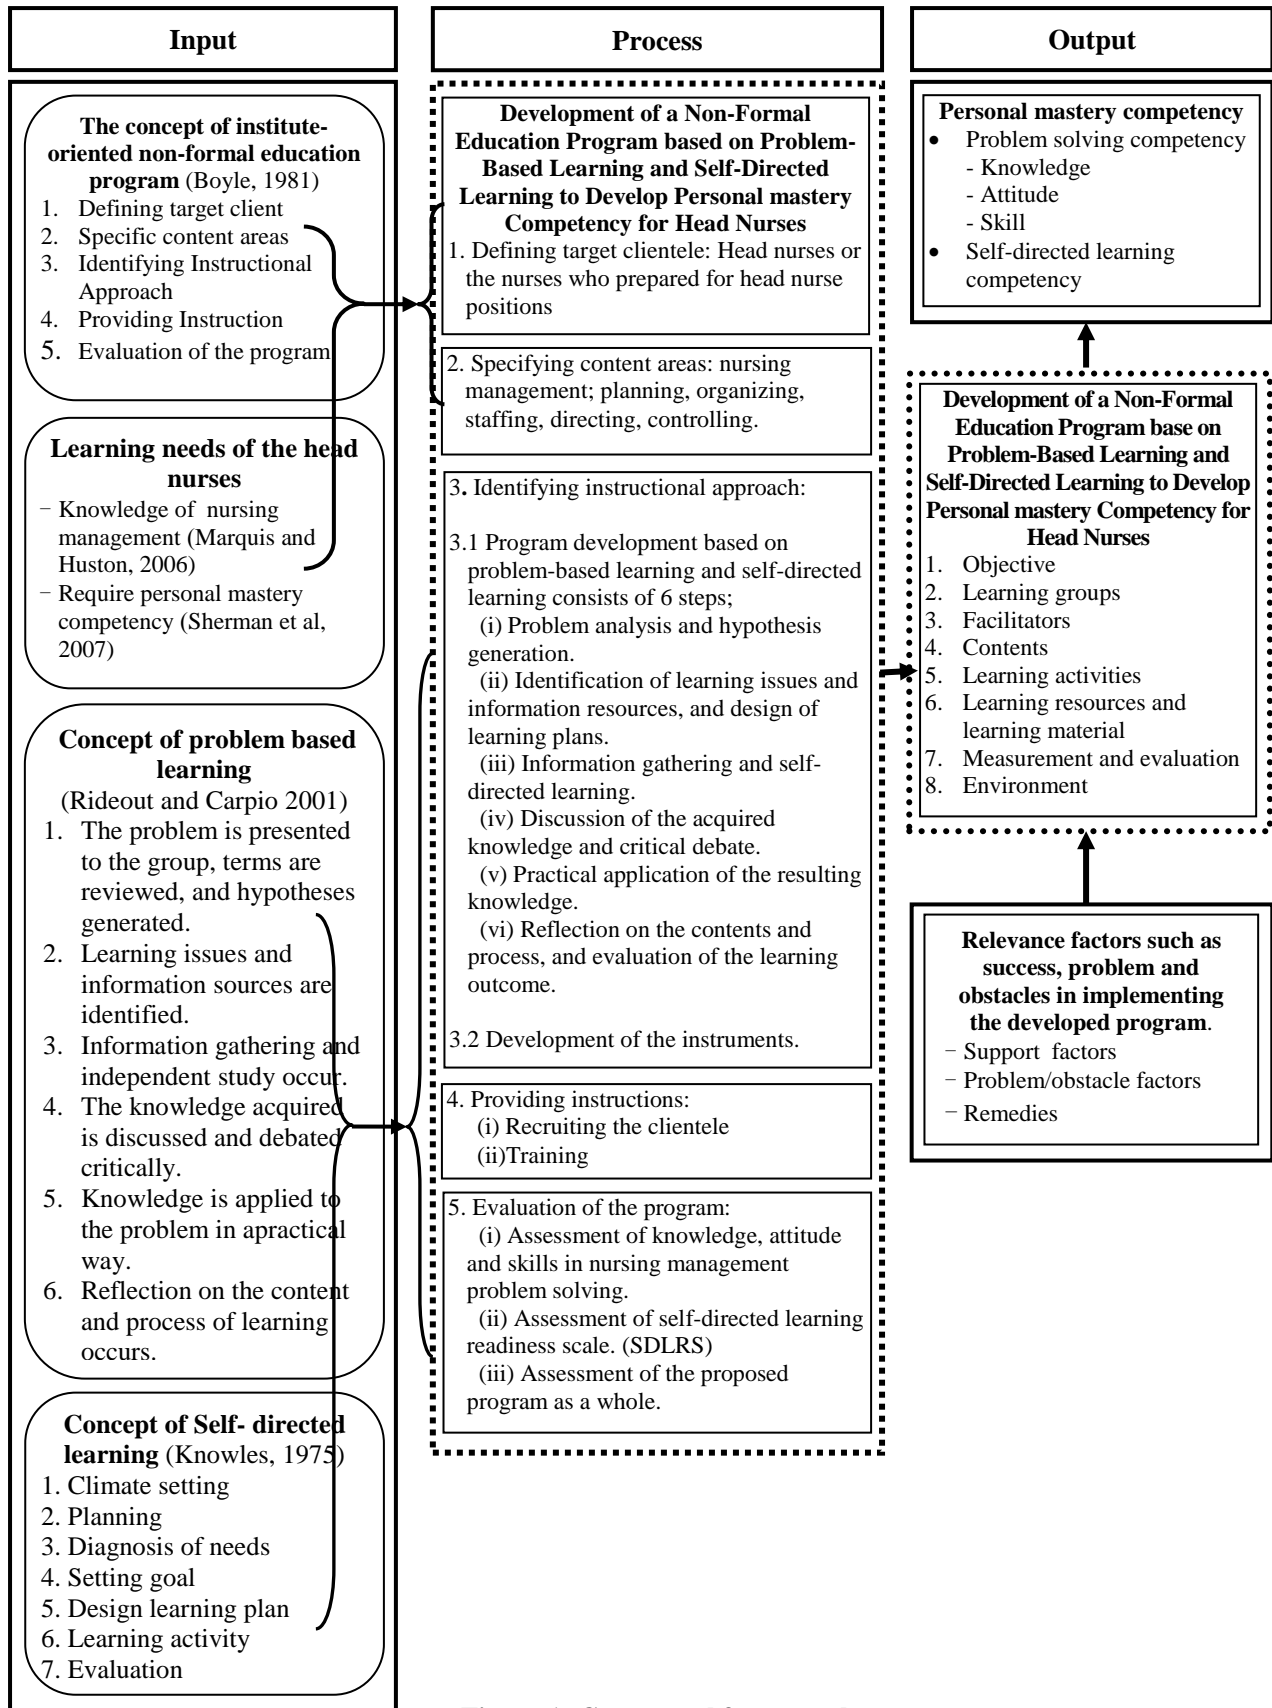 Input
The concept of institute-
oriented non-formal education
program (Boyle, 1981)
1. Defining target client
2. Specific content areas
3. Identifying Instructional
Approach
4. Providing Instruction
5. Evaluation of the program
Learning needs of the head
nurses
− Knowledge of nursing
management (Marquis and
Huston, 2006)
− Require personal mastery
competency (Sherman et al,
2007)
Concept of problem based
learning
(Rideout and Carpio 2001)
1. The problem is presented
to the group, terms are
reviewed, and hypotheses
generated.
2. Learning issues and
information sources are
identified.
3. Information gathering and
independent study occur.
4. The knowledge acquired
is discussed and debated
critically.
5. Knowledge is applied to
the problem in apractical
way.
6. Reflection on the content
and process of learning
occurs.
Concept of Self- directed
learning (Knowles, 1975)
1. Climate setting
2. Planning
3. Diagnosis of needs
4. Setting goal
5. Design learning plan
6. Learning activity
7. Evaluation
Process
Development of a Non-Formal
Education Program based on Problem-
Based Learning and Self-Directed
Learning to Develop Personal mastery
Competency for Head Nurses
1. Defining target clientele: Head nurses or
the nurses who prepared for head nurse
positions
2. Specifying content areas: nursing
management; planning, organizing,
staffing, directing, controlling.
3. Identifying instructional approach:
3.1 Program development based on
problem-based learning and self-directed
learning consists of 6 steps;
(i) Problem analysis and hypothesis
generation.
(ii) Identification of learning issues and
information resources, and design of
learning plans.
(iii) Information gathering and self-
directed learning.
(iv) Discussion of the acquired
knowledge and critical debate.
(v) Practical application of the resulting
knowledge.
(vi) Reflection on the contents and
process, and evaluation of the learning
outcome.
3.2 Development of the instruments.
4. Providing instructions:
(i) Recruiting the clientele
(ii)Training
5. Evaluation of the program:
(i) Assessment of knowledge, attitude
and skills in nursing management
problem solving.
(ii) Assessment of self-directed learning
readiness scale. (SDLRS)
(iii) Assessment of the proposed
program as a whole.
Output
Personal mastery competency
• Problem solving competency
- Knowledge
- Attitude
- Skill
• Self-directed learning
competency
Development of a Non-Formal
Education Program base on
Problem-Based Learning and
Self-Directed Learning to Develop
Personal mastery Competency for
Head Nurses
1. Objective
2. Learning groups
3. Facilitators
4. Contents
5. Learning activities
6. Learning resources and
learning material
7. Measurement and evaluation
8. Environment
Relevance factors such as
success, problem and
obstacles in implementing
the developed program.
− Support factors
− Problem/obstacle factors
− Remedies